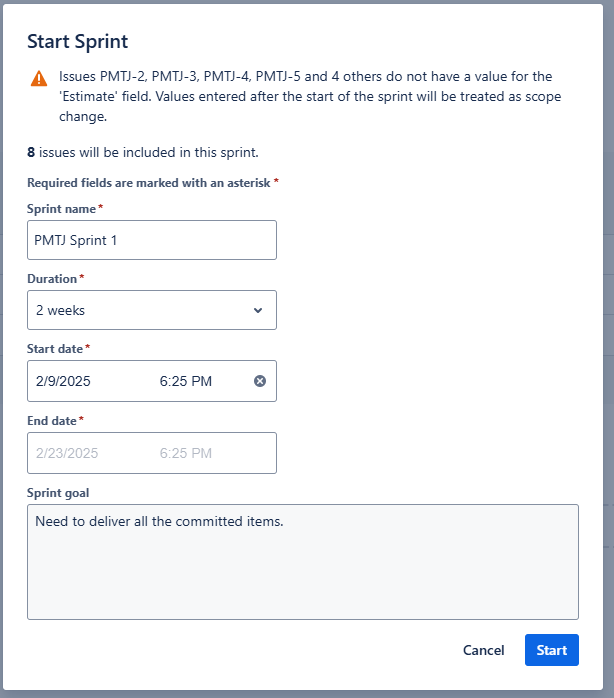 Start Sprint
Issues PMTJ-2, PMTJ-3, PMTJ-4, PMTJ-5 and 4 others do not have a value for the
'Estimate' field. Values entered after the start of the sprint will be treated as scope
change.
8 issues will be included in this sprint.
Required fields are marked with an asterisk *
Sprint name*
PMTJ Sprint 1
Duration*
2 weeks
Start date*
2/9/2025 6:25 PM
End date*
2/23/2025 6:25 PM
Sprint goal
Need to deliver all the committed items.
Cancel Start